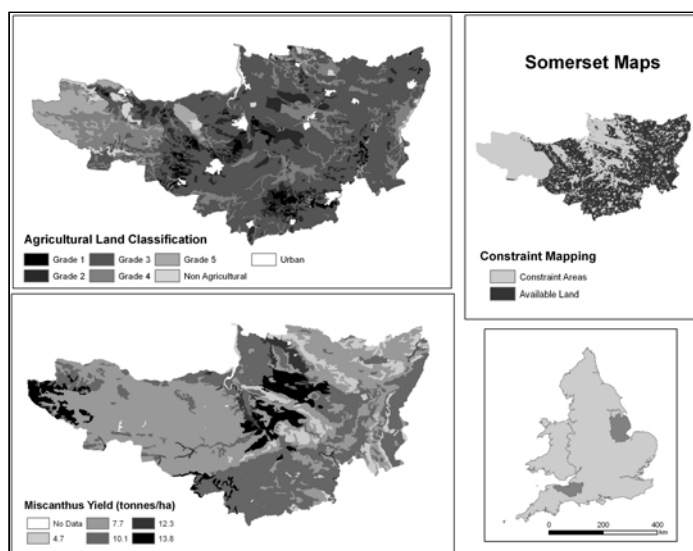 Somerset Maps
Agricultural Land Classification
Grade 1 Grade 3 Grade 5 Urban
Grade 2 Grade 4 Non Agricultural
Constraint Mapping
Constraint Areas
Available Land
Miscanthus Yield (tonnes/ha)
No Data 7.7 12.3
4.7 10.1 13.8
0 200 400
km